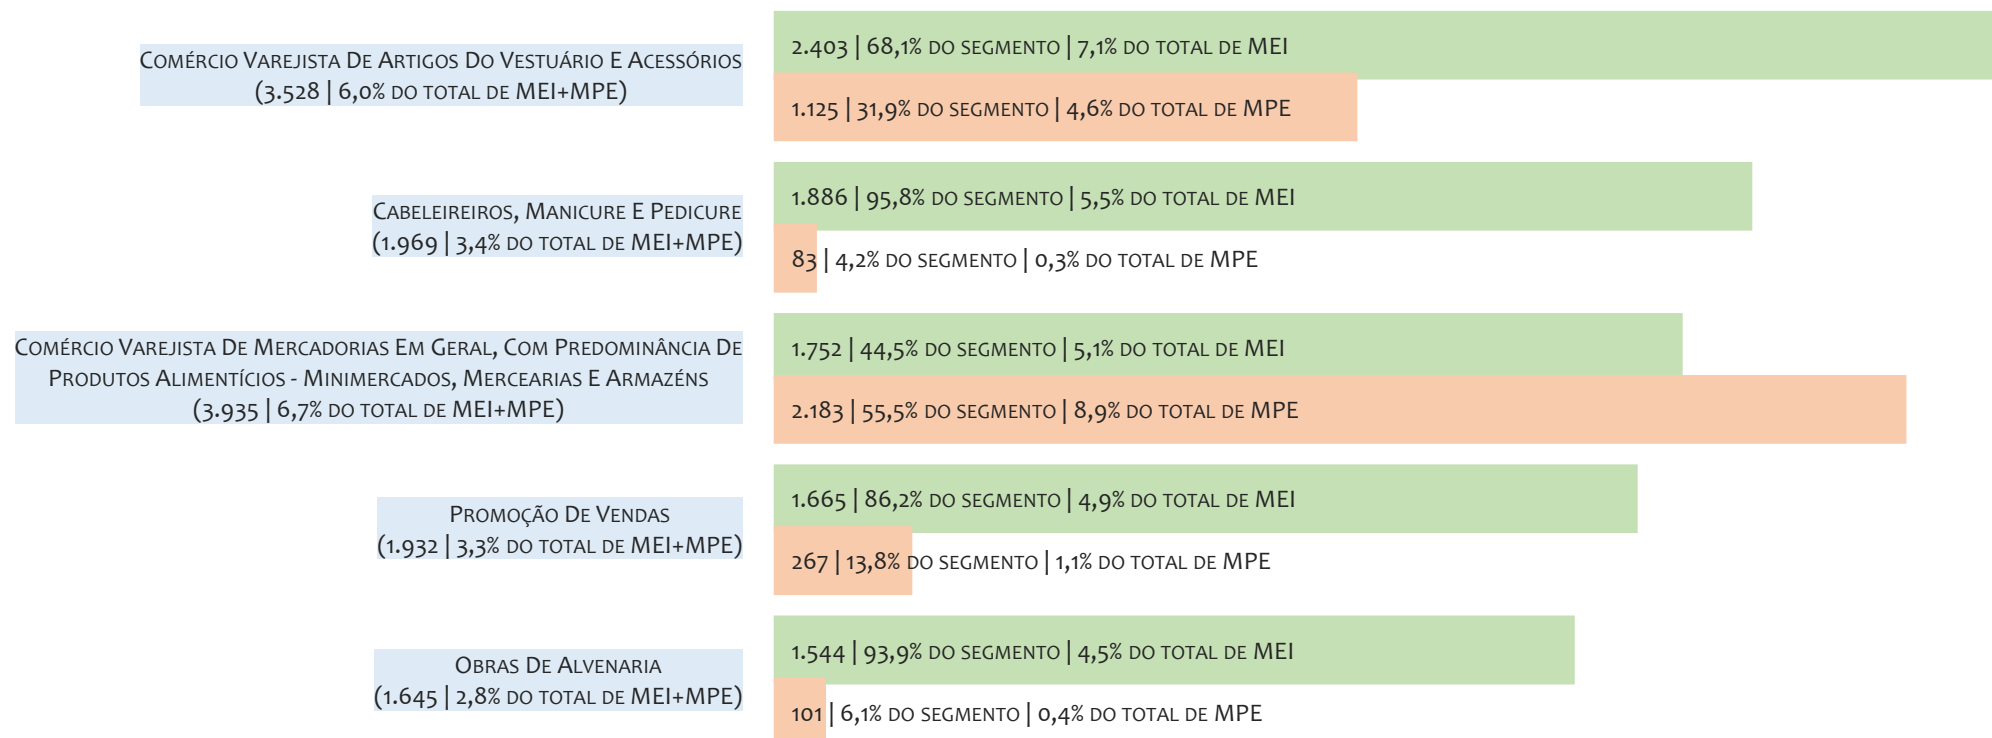 Comércio Varejista De Artigos Do Vestuário E Acessórios
(3.528 | 6,0% do total de MEI+MPE)
2.403 | 68,1% do segmento | 7,1% do total de MEI
1.125 | 31,9% do segmento | 4,6% do total de MPE
Cabeleireiros, Manicure E Pedicure
(1.969 | 3,4% do total de MEI+MPE)
1.886 | 95,8% do segmento | 5,5% do total de MEI
83 | 4,2% do segmento | 0,3% do total de MPE
Comércio Varejista De Mercadorias Em Geral, Com Predominância De
Produtos Alimentícios - Minimercados, Mercearias E Armazéns
(3.935 | 6,7% do total de MEI+MPE)
1.752 | 44,5% do segmento | 5,1% do total de MEI
2.183 | 55,5% do segmento | 8,9% do total de MPE
Promoção De Vendas
(1.932 | 3,3% do total de MEI+MPE)
1.665 | 86,2% do segmento | 4,9% do total de MEI
267 | 13,8% do segmento | 1,1% do total de MPE
Obras De Alvenaria
(1.645 | 2,8% do total de MEI+MPE)
1.544 | 93,9% do segmento | 4,5% do total de MEI
101 | 6,1% do segmento | 0,4% do total de MPE